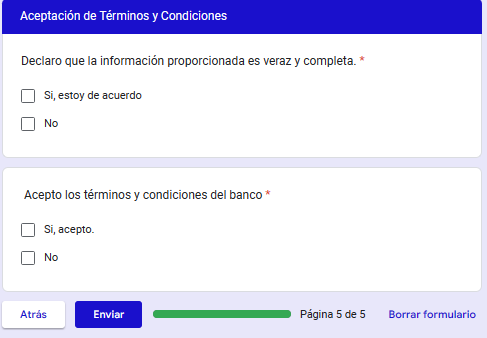 Aceptación de Términos y Condiciones
Declaro que la información proporcionada es veraz y completa. *
Si, estoy de acuerdo
No
Acepto los términos y condiciones del banco *
Si, acepto.
No
Atrás Enviar Página 5 de 5 Borrar formulario